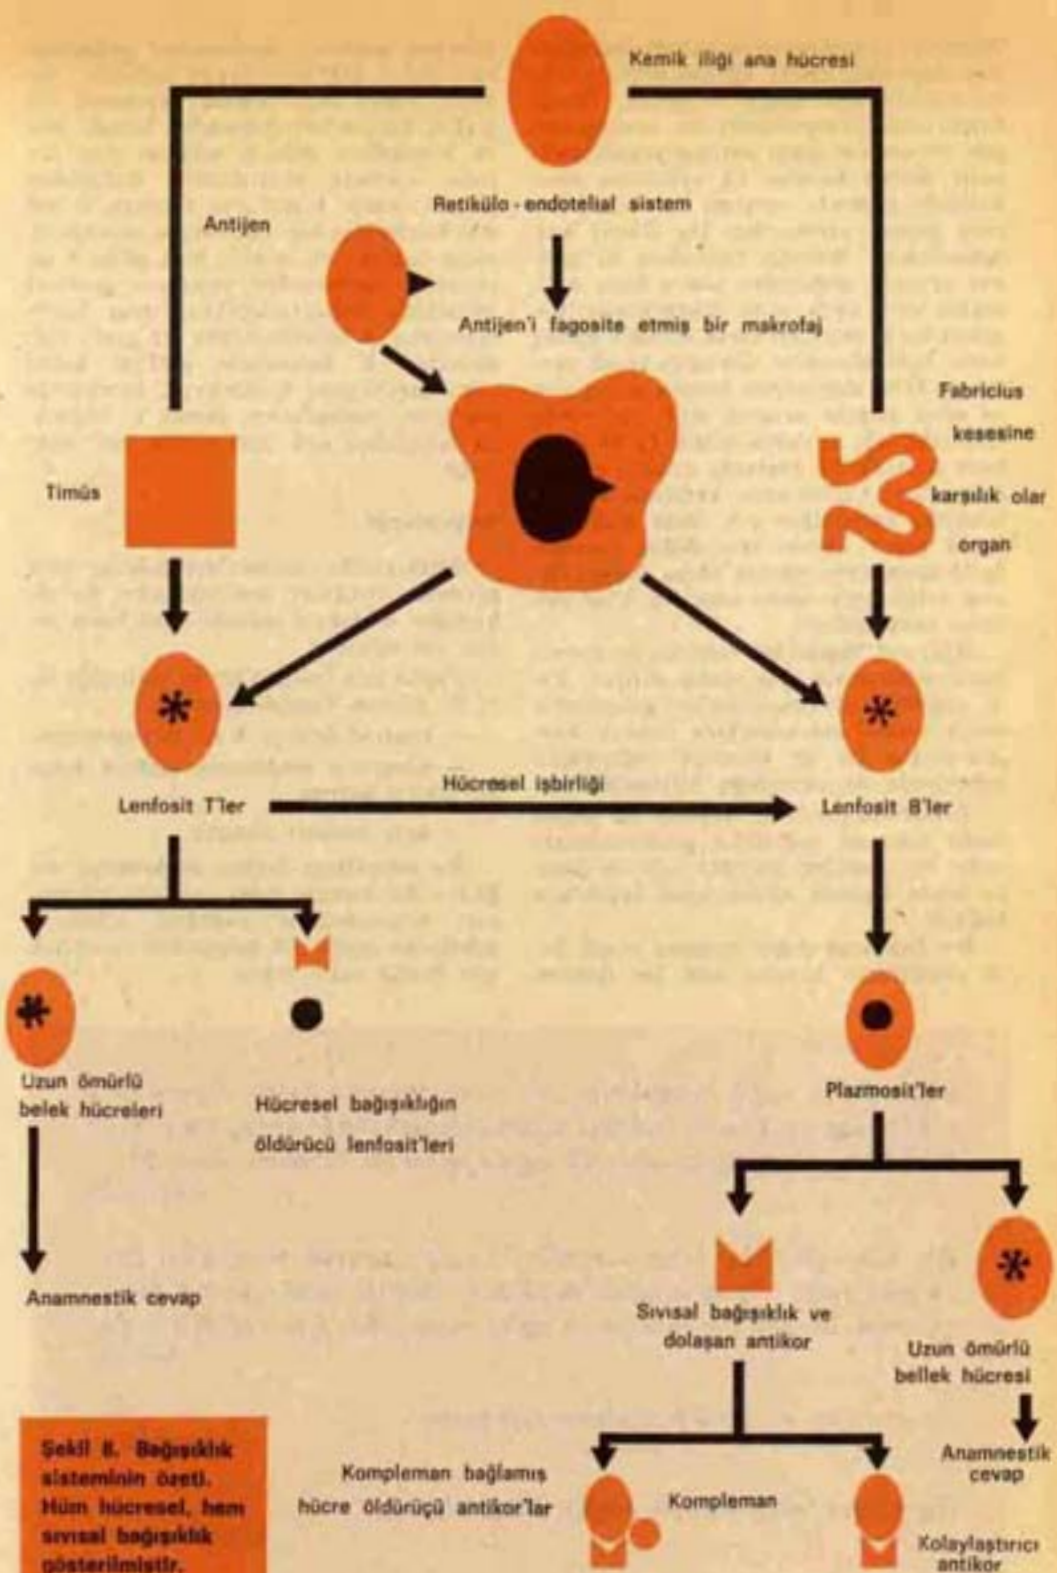 Kemik iliği ana hücresi
Retikülo - endotelial sistem
Antijen
Antijen'i fagosite etmiş bir makrofaj
Fabricius
kesesine
karşılık olar
organ
Timüs
Hücresel işbirliği
Lenfosit T'ler
Lenfosit B'ler
Uzun ömürlü
belek hücreleri
Hücresel bağışıklığın
öldürücü lenfosit'leri
Plazmosit'ler
Anamnestik cevap
Sıvısal bağışıklık ve
dolaşan antikor
Uzun ömürlü
bellek hücresi
Anamnestik
cevap
Kompleman bağlamış
hücre öldürüçü antikor'lar
Kompleman
Kolaylaştırıcı
antikor
Şekil 8. Bağışıklık
sisteminin özeti.
Hüm hücresel, hem
sıvısal bağışıklık
gösterilmiştir.